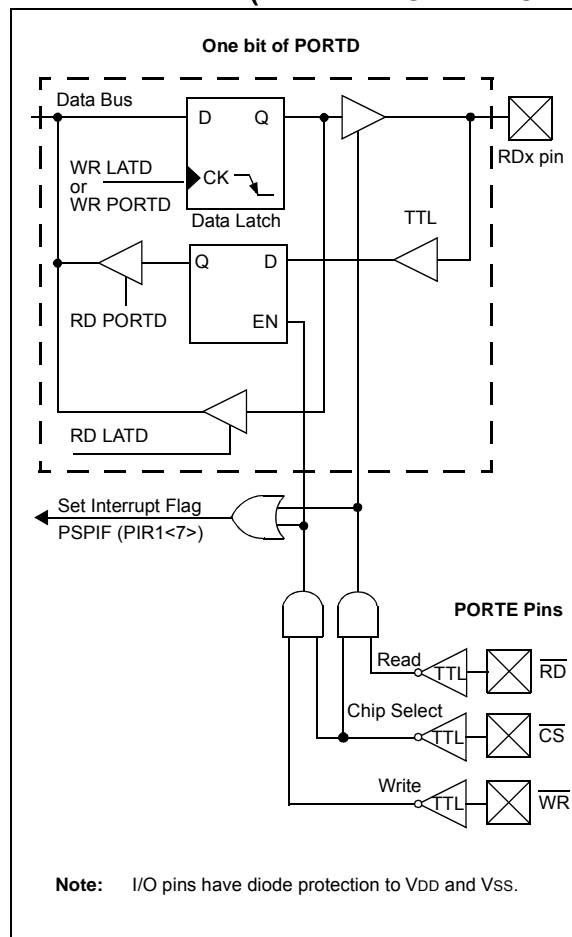 One bit of PORTD
Data Bus
D Q
RDx pin
WR LATD
or
WR PORTD
CK
Data Latch
TTL
Q D
EN
RD PORTD
RD LATD
Set Interrupt Flag
PSPIF (PIR1<7>)
PORTE Pins
Read
TTL
RD
Chip Select
TTL
CS
Write
TTL
WR
Note: I/O pins have diode protection to VDD and VSS.